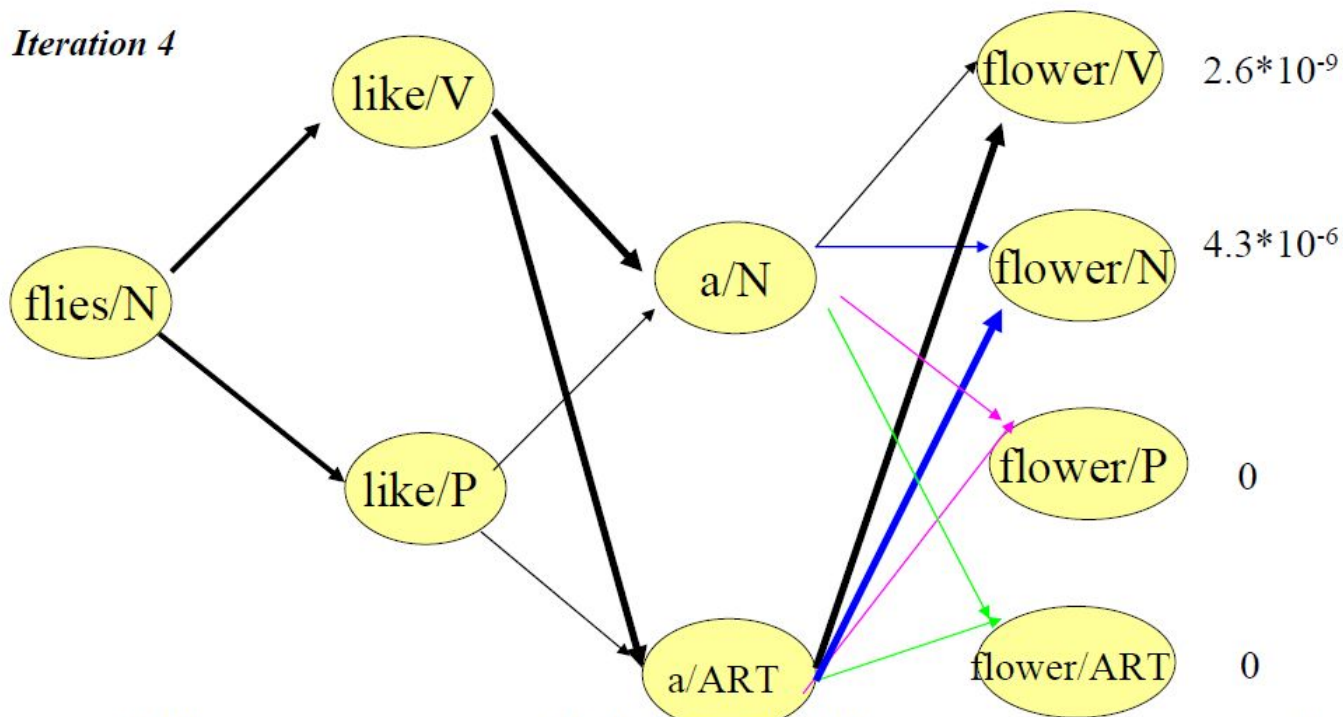 Iteration 4
like/V
flower/V
2.6*10⁻⁹
flies/N
a/N
flower/N
4.3*10⁻⁶
like/P
flower/P
0
a/ART
flower/ART
0